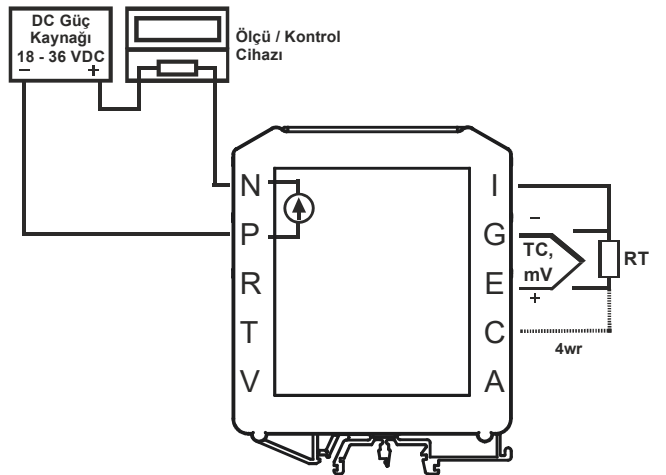 DC Güç
Kaynağı
18 - 36 VDC
− +
Ölçü / Kontrol
Cihazı
N
P
R
T
V
I
G
E
C
A
−
TC,
mV
+
RT
4wr